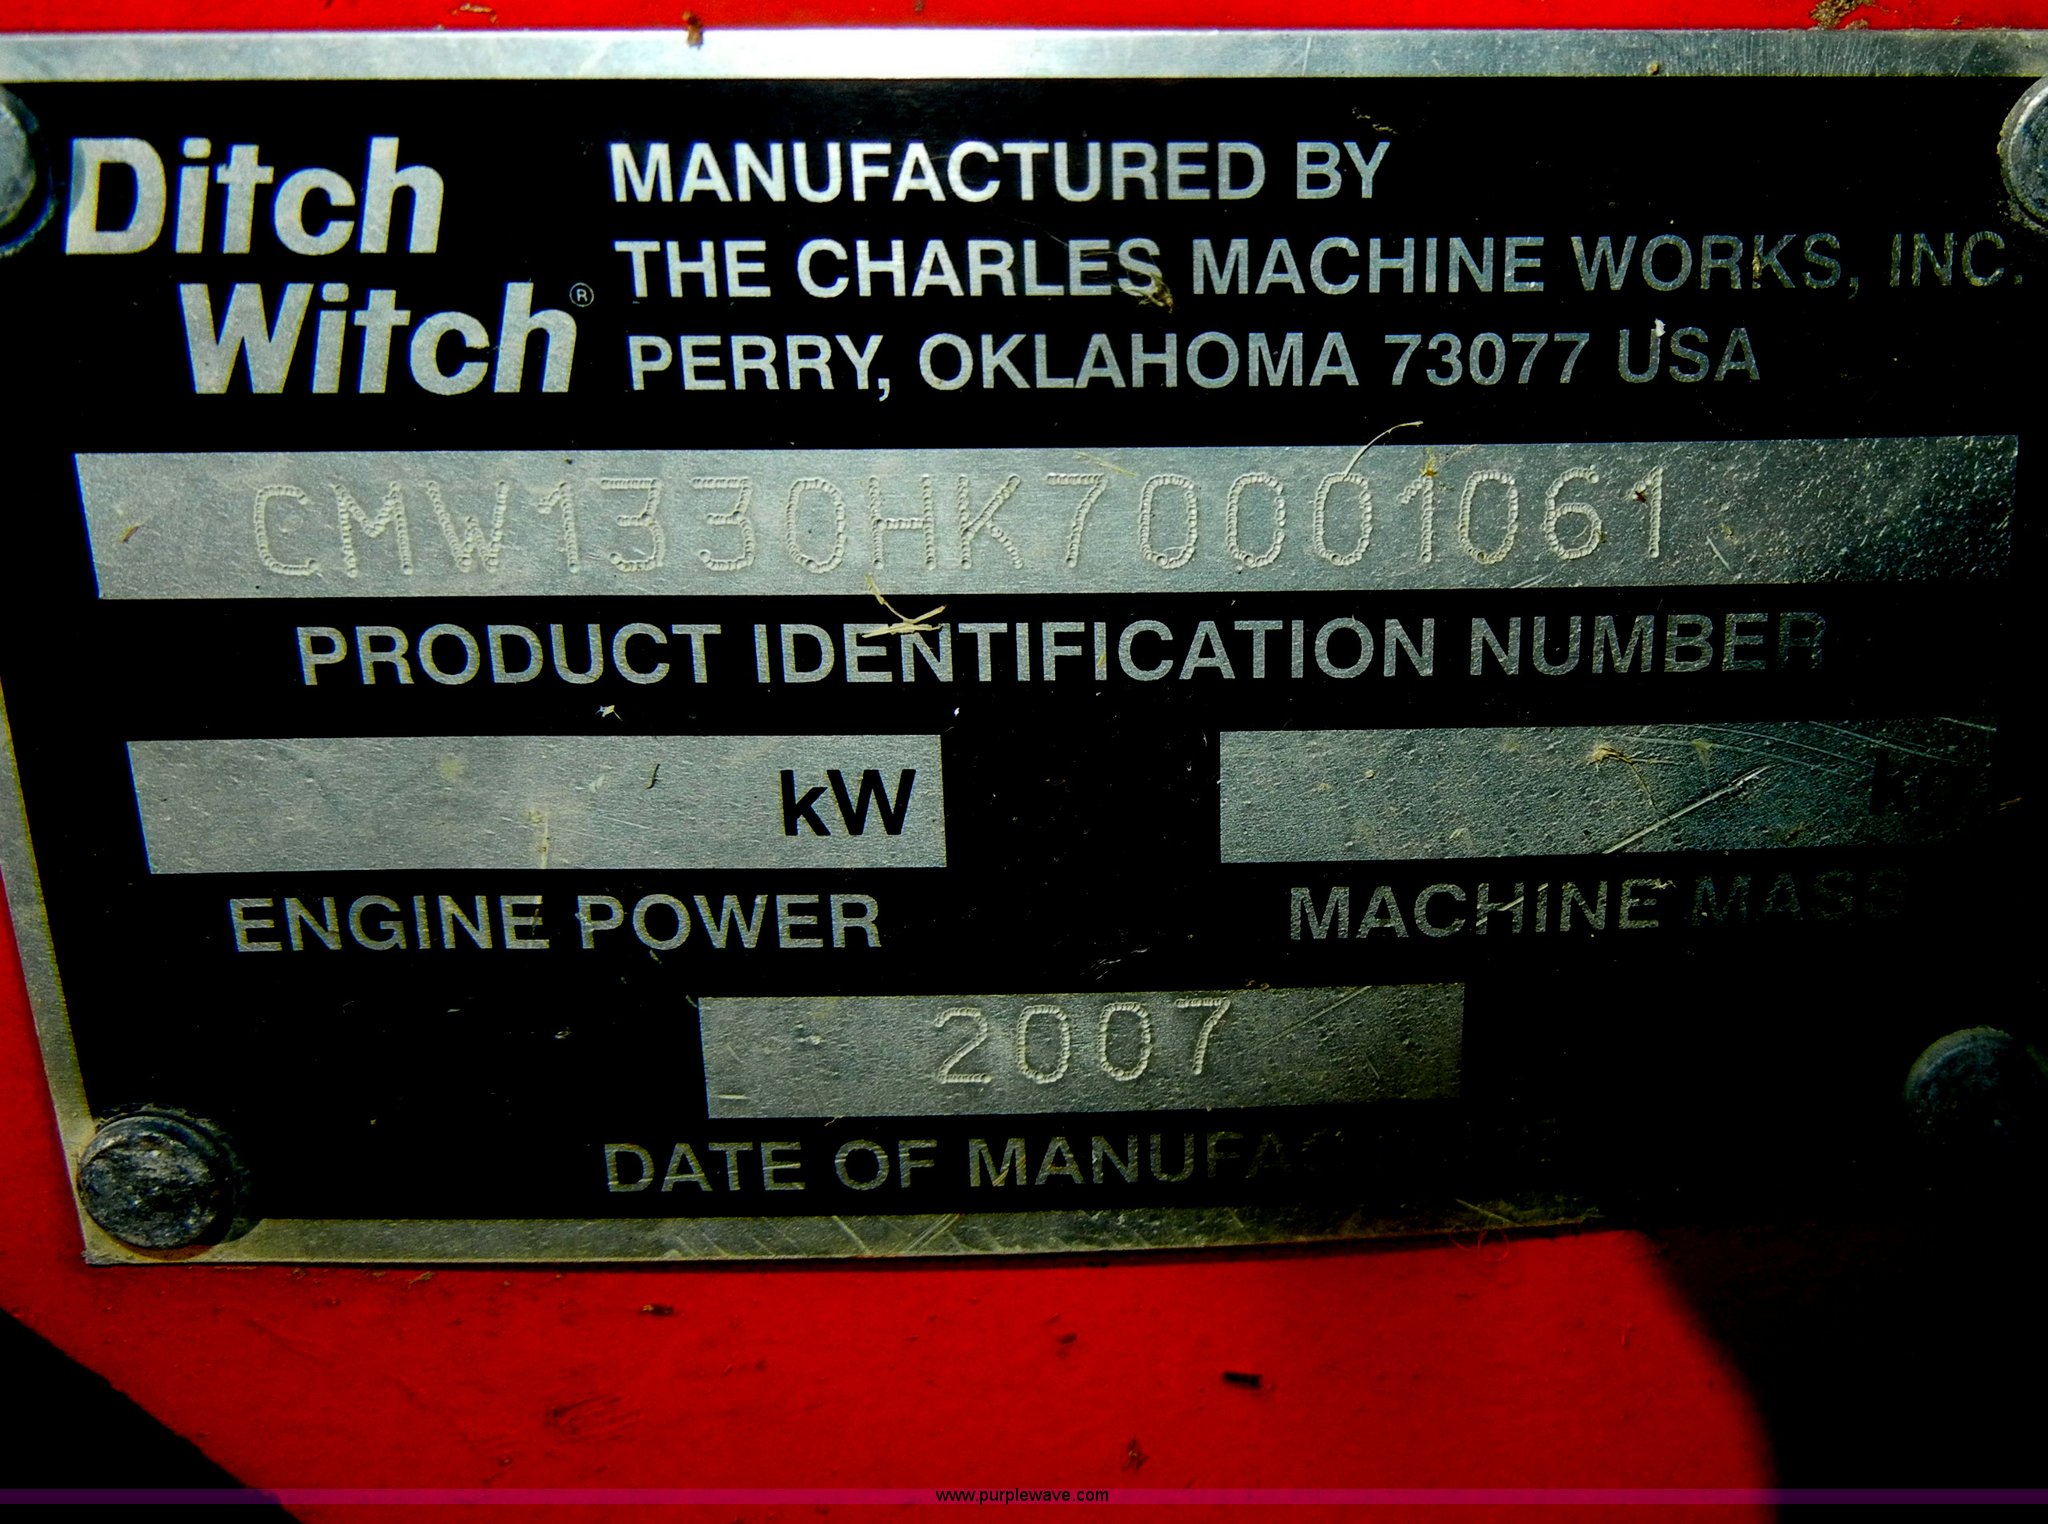 Ditch
Witch®
MANUFACTURED BY
THE CHARLES MACHINE WORKS, INC.
PERRY, OKLAHOMA 73077 USA
CMW1330HK70001061
PRODUCT IDENTIFICATION NUMBER
kW
ENGINE POWER
MACHINE MASS
2007
DATE OF
www.purplewave.com